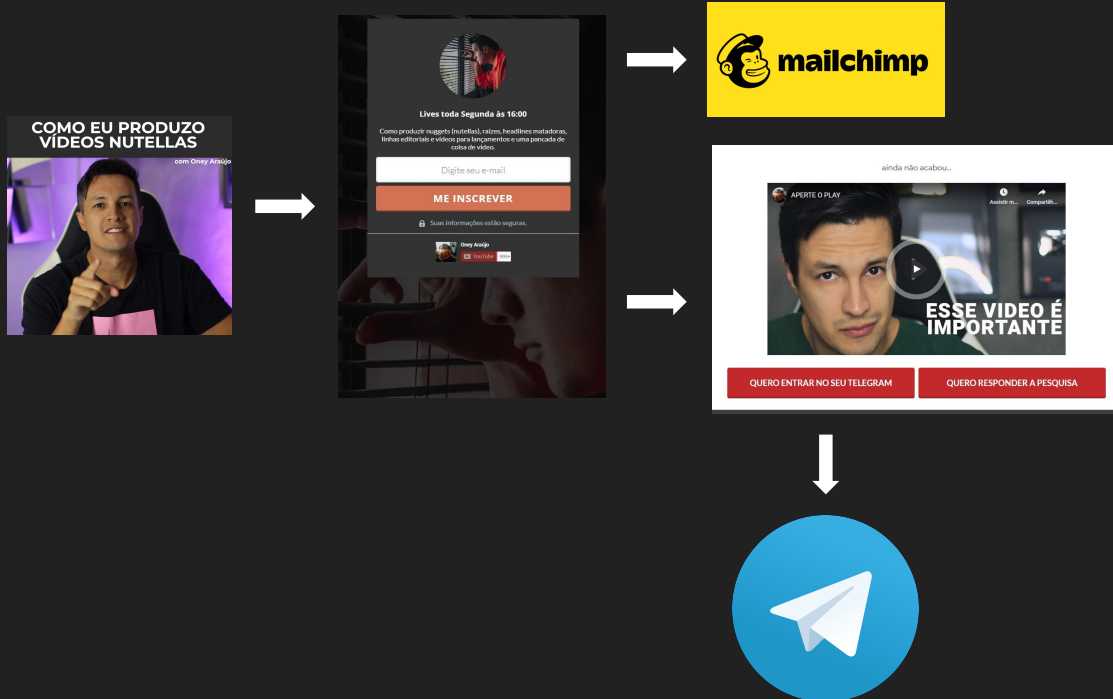 COMO EU PRODUZO
VÍDEOS NUTELLAS
com Oney Araújo
Lives toda Segunda às 16:00
Como produzir nuggets (nutellas), raízes, headlines matadoras,
linhas editoriais e vídeos para lançamentos e uma pancada de
coisa de vídeo.
Digite seu e-mail
ME INSCREVER
Suas informações estão seguras.
Oney Araújo
YouTube
mailchimp
ainda não acabou...
APERTE O PLAY
Assistir m...
Compartilh...
ESSE VIDEO É
IMPORTANTE
QUERO ENTRAR NO SEU TELEGRAM
QUERO RESPONDER A PESQUISA